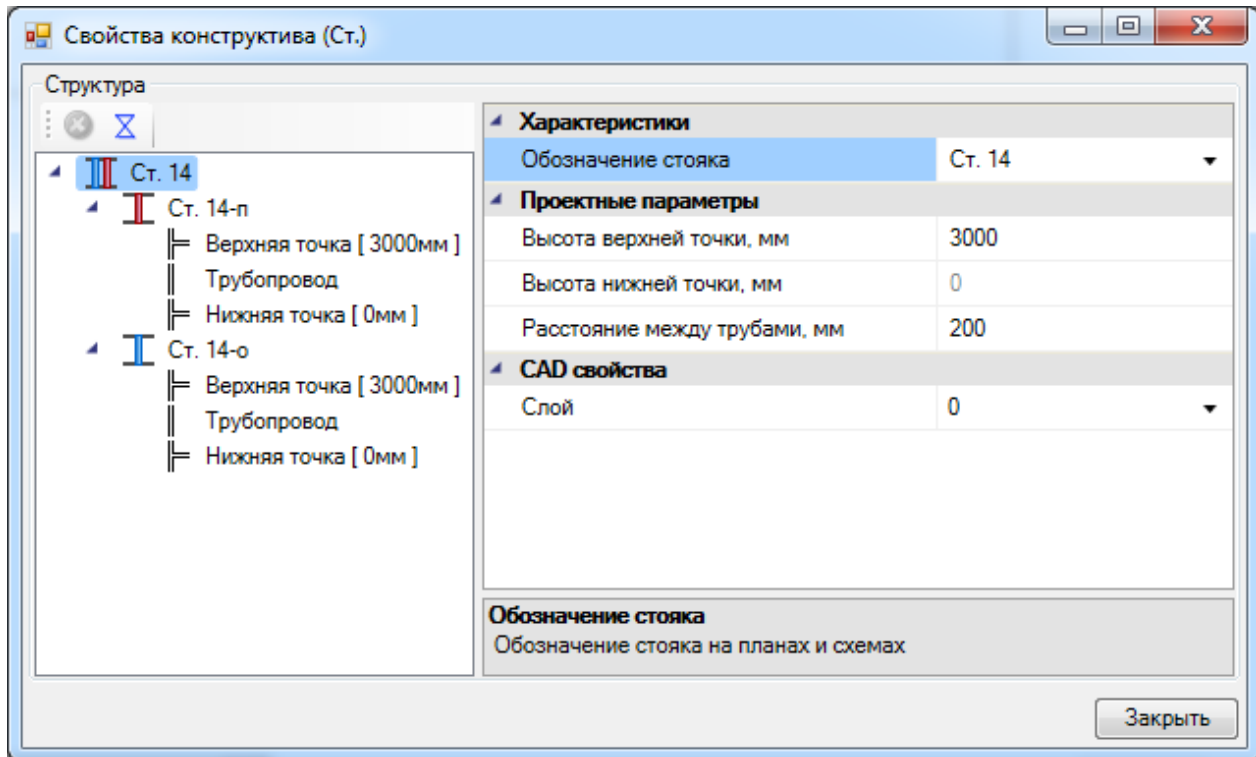 Свойства конструктива (Ст.)
Структура
Ст. 14
Ст. 14-п
Верхняя точка [ 3000мм ]
Трубопровод
Нижняя точка [ 0мм ]
Ст. 14-о
Верхняя точка [ 3000мм ]
Трубопровод
Нижняя точка [ 0мм ]
Характеристики
Обозначение стояка Ст. 14
Проектные параметры
Высота верхней точки, мм 3000
Высота нижней точки, мм 0
Расстояние между трубами, мм 200
CAD свойства
Слой 0
Обозначение стояка
Обозначение стояка на планах и схемах
Закрыть